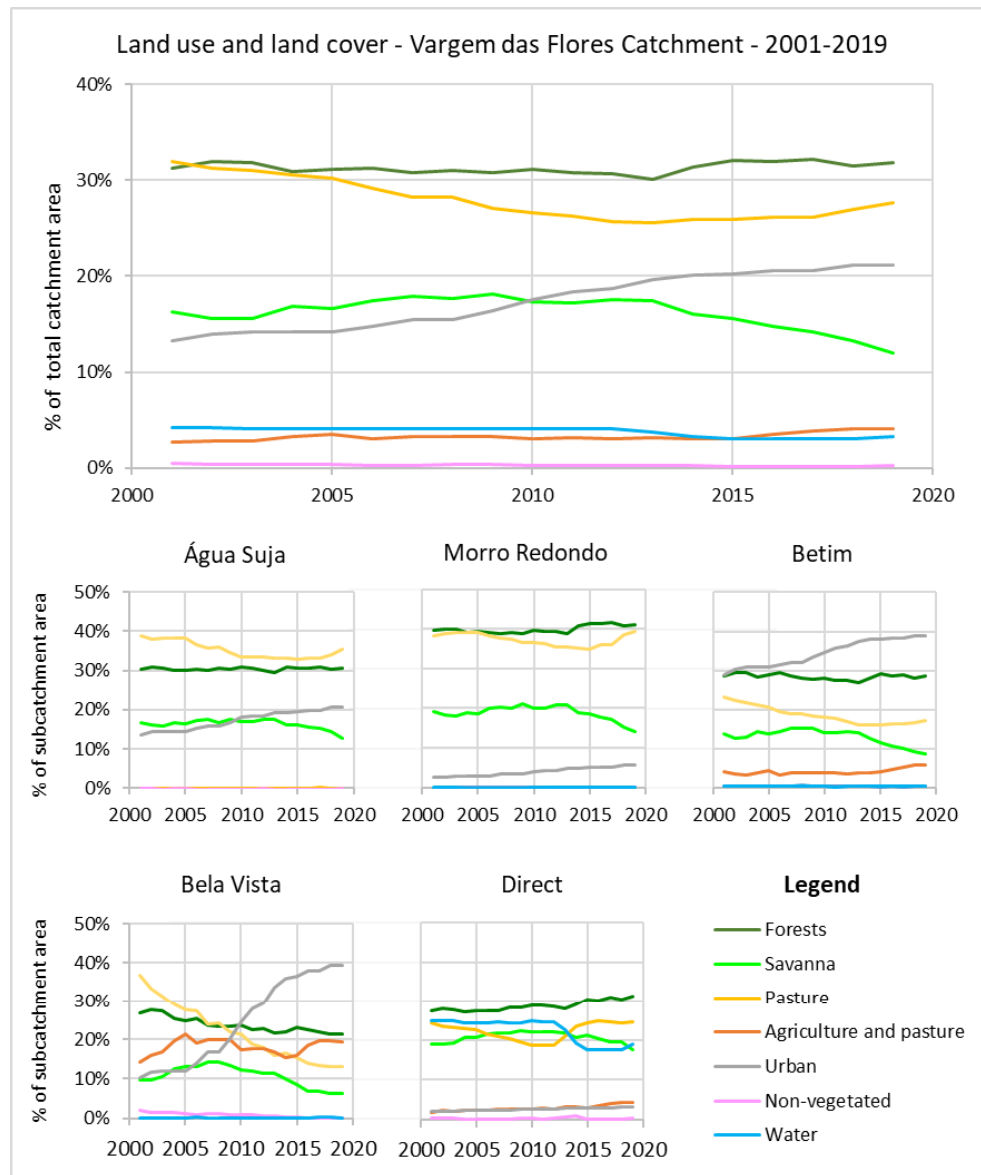 Land use and land cover - Vargem das Flores Catchment - 2001-2019
% of total catchment area
40%
30%
20%
10%
0%
2000 2005 2010 2015 2020
Água Suja Morro Redondo Betim
% of subcatchment area
50%
40%
30%
20%
10%
0%
2000 2005 2010 2015 2020 2000 2005 2010 2015 2020 2000 2005 2010 2015 2020
Bela Vista Direct Legend
% of subcatchment area
50%
40%
30%
20%
10%
0%
2000 2005 2010 2015 2020 2000 2005 2010 2015 2020
Forests
Savanna
Pasture
Agriculture and pasture
Urban
Non-vegetated
Water